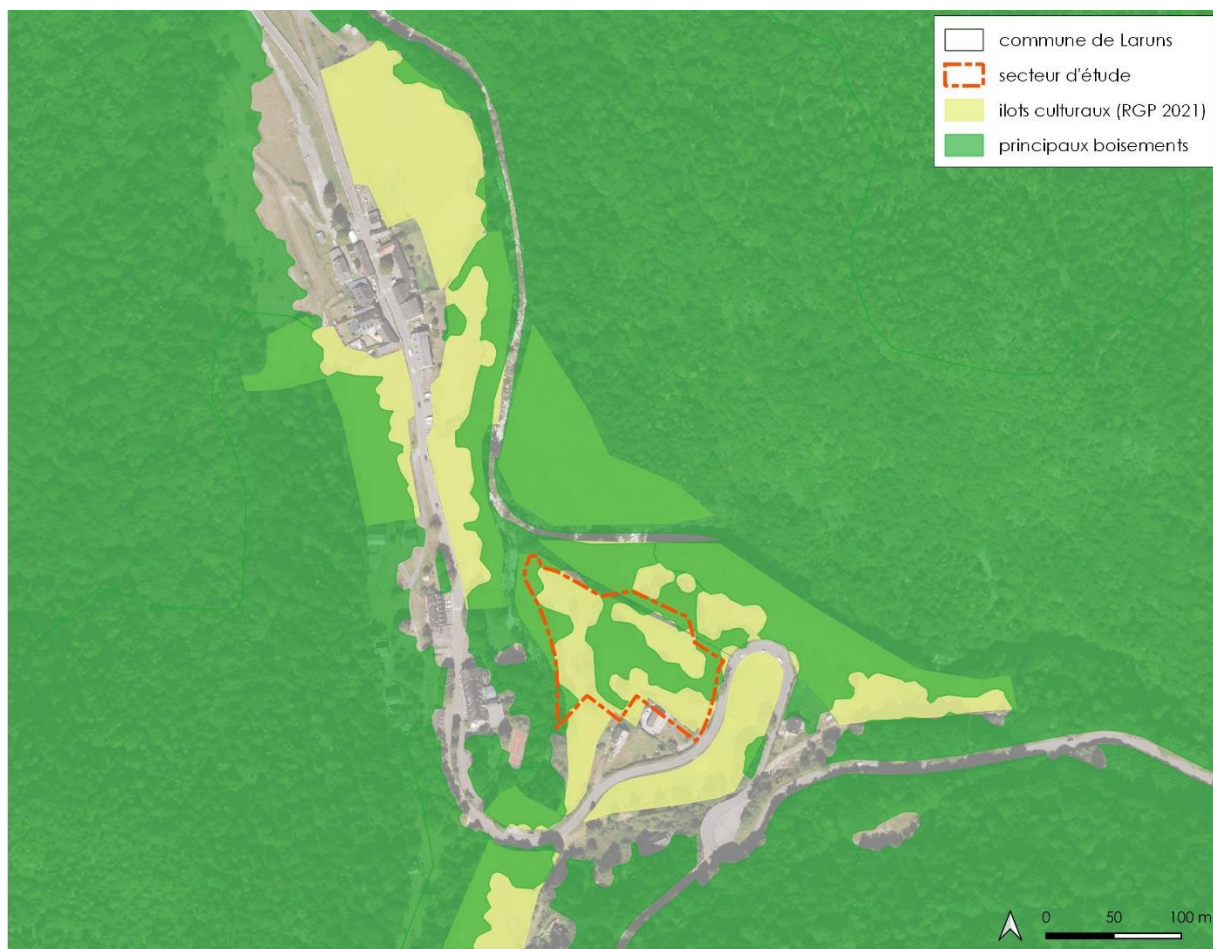 commune de Laruns
secteur d'étude
ilots culturaux (RGP 2021)
principaux boisements
0 50 100 m